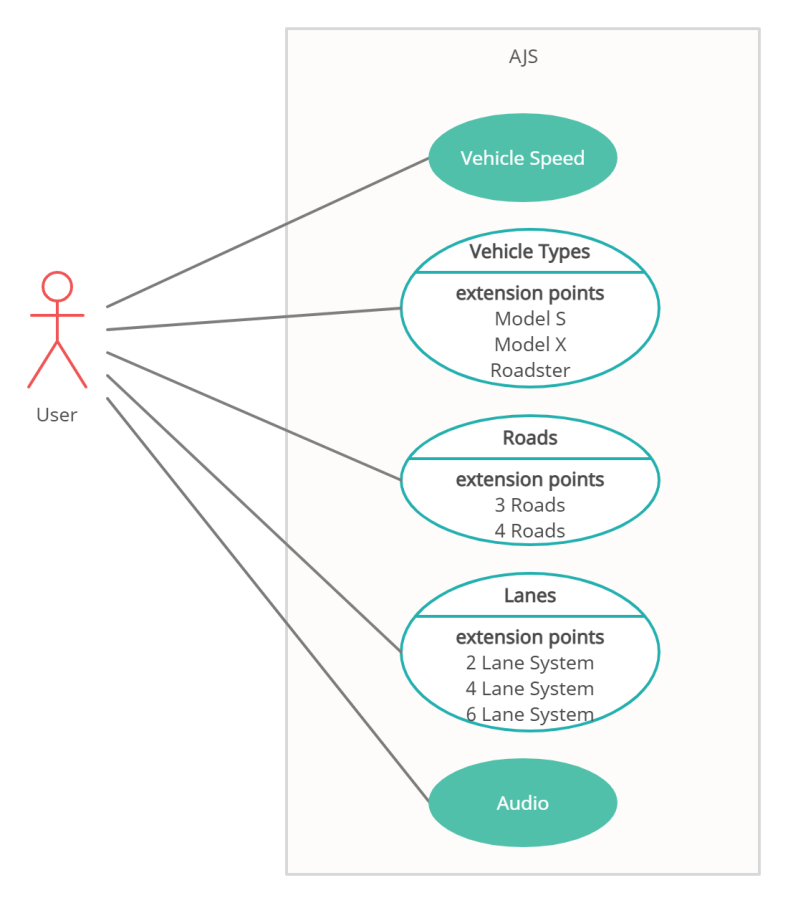 AJS
Vehicle Speed
Vehicle Types
extension points
Model S
Model X
Roadster
User
Roads
extension points
3 Roads
4 Roads
Lanes
extension points
2 Lane System
4 Lane System
6 Lane System
Audio